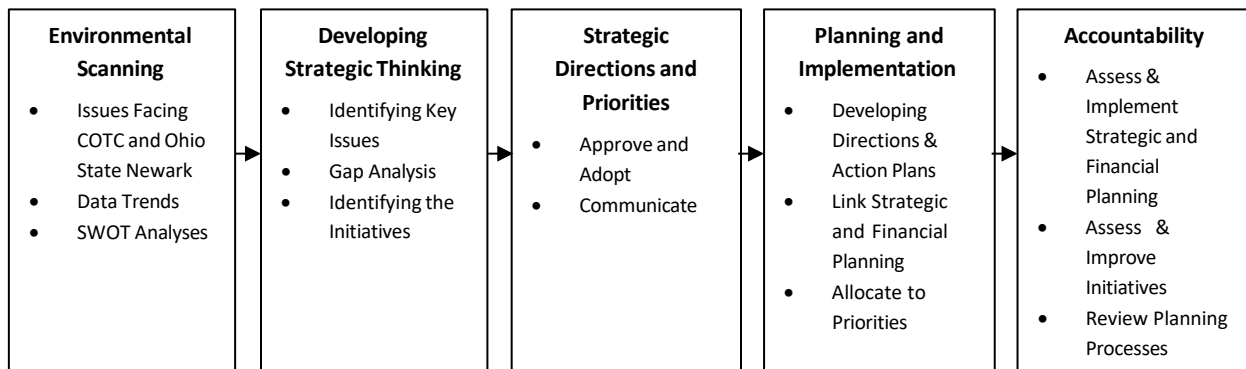 Environmental
Scanning
• Issues Facing
COTC and Ohio
State Newark
• Data Trends
• SWOT Analyses
Developing
Strategic Thinking
• Identifying Key
Issues
• Gap Analysis
• Identifying the
Initiatives
Strategic
Directions and
Priorities
• Approve and
Adopt
• Communicate
Planning and
Implementation
• Developing
Directions &
Action Plans
• Link Strategic
and Financial
Planning
• Allocate to
Priorities
Accountability
• Assess &
Implement
Strategic and
Financial
Planning
• Assess &
Improve
Initiatives
• Review Planning
Processes